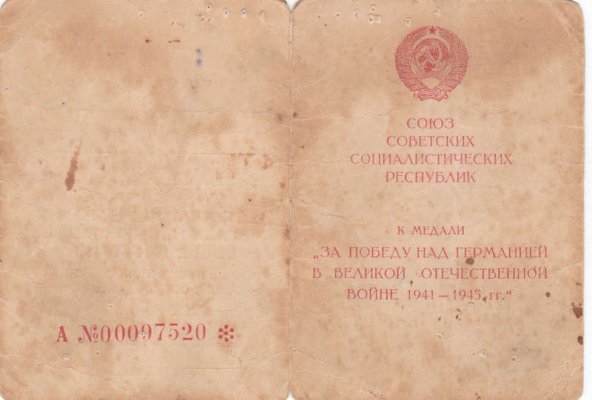 А №00097520 *
СОЮЗ
СОВЕТСКИХ
СОЦИАЛИСТИЧЕСКИХ
РЕСПУБЛИК
К МЕДАЛИ
„ЗА ПОБЕДУ НАД ГЕРМАНИЕЙ
В ВЕЛИКОЙ ОТЕЧЕСТВЕННОЙ
ВОЙНЕ 1941—1945 гг.“